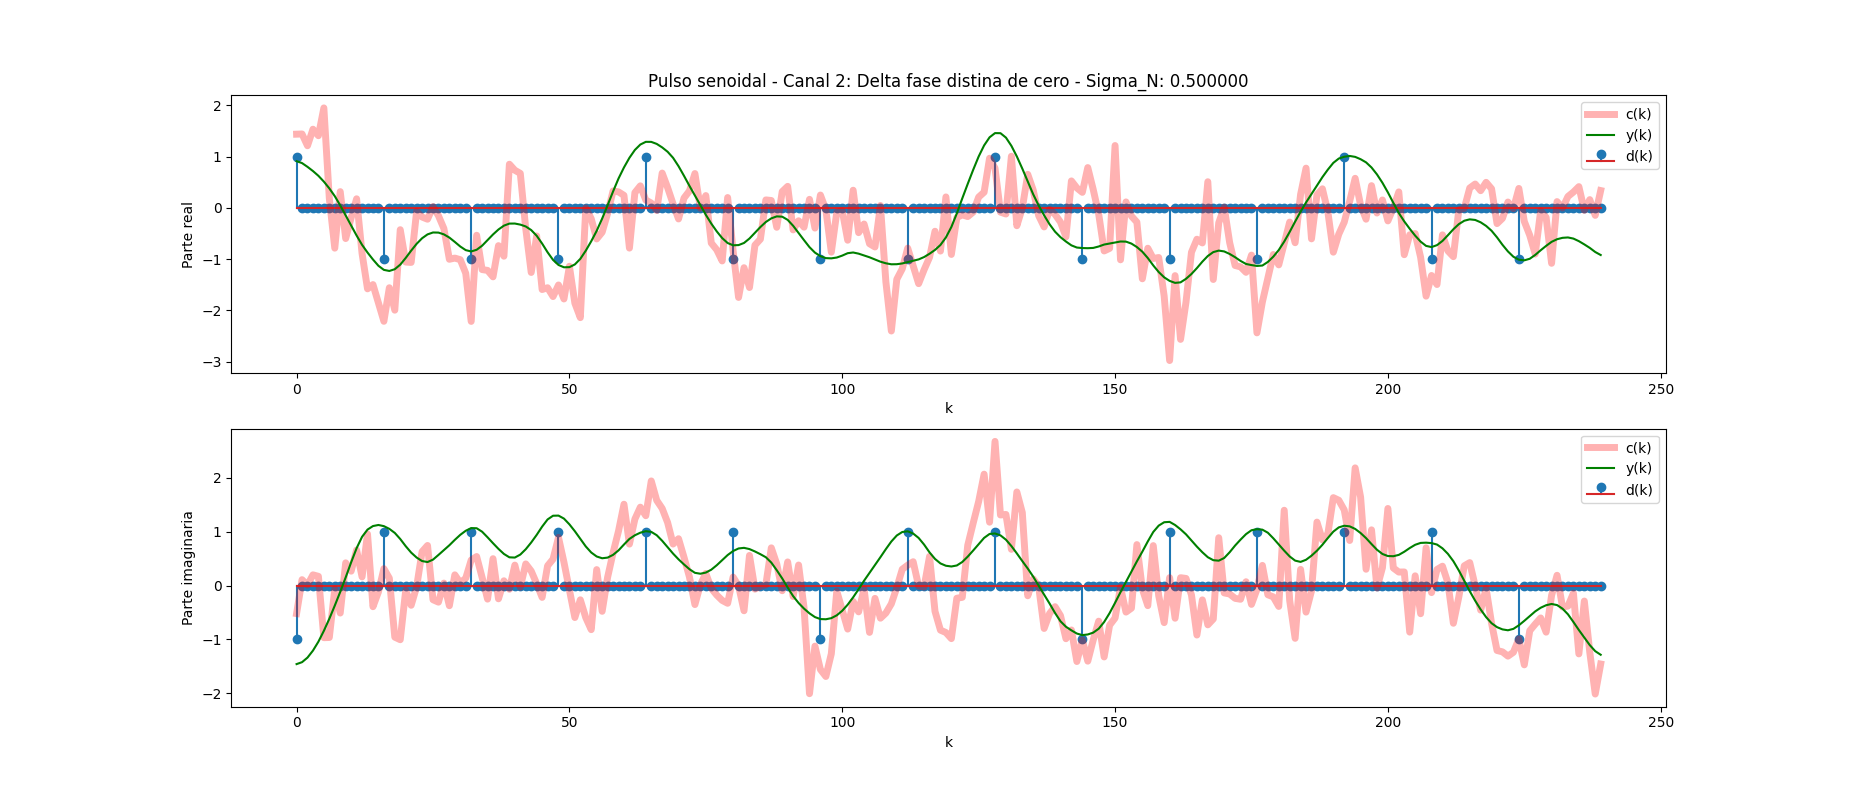 Pulso senoidal - Canal 2: Delta fase distina de cero - Sigma_N: 0.500000
2
1
0
−1
−2
−3
Parte real
c(k)
y(k)
d(k)
0
50
100
150
200
250
k
2
1
0
−1
−2
Parte imaginaria
c(k)
y(k)
d(k)
0
50
100
150
200
250
k